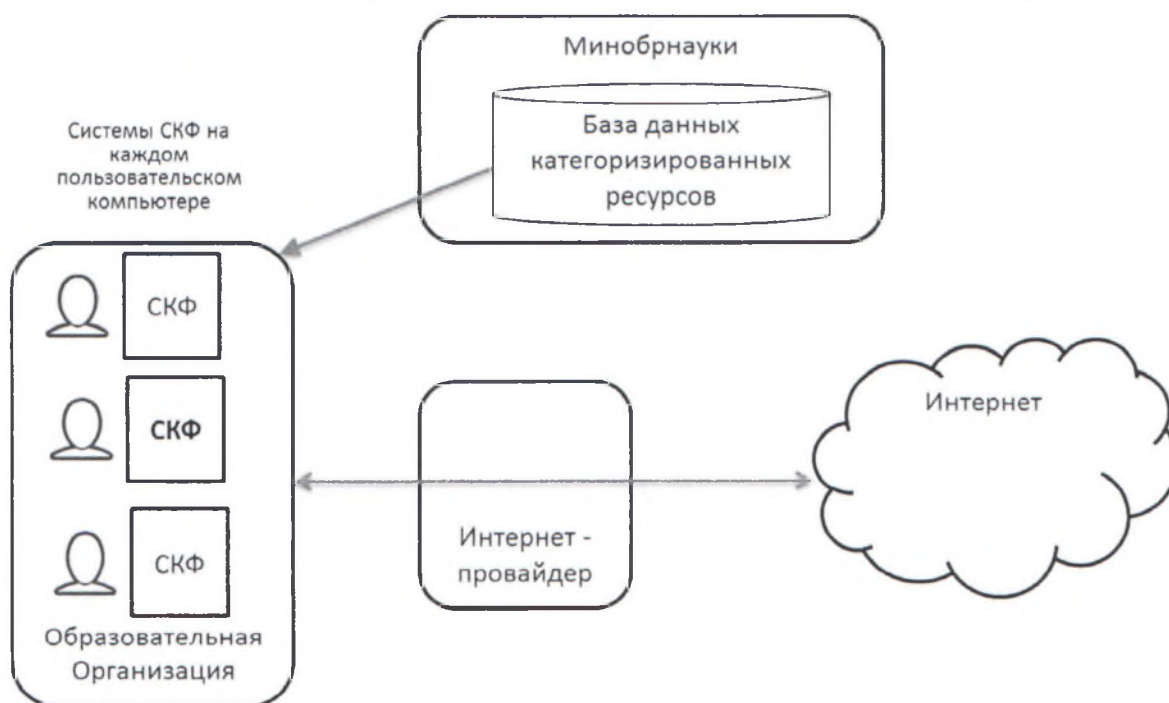 Минобрнауки
База данных
категоризированных
ресурсов
Системы СКФ на
каждом
пользовательском
компьютере
СКФ
СКФ
СКФ
Образовательная
Организация
Интернет -
провайдер
Интернет